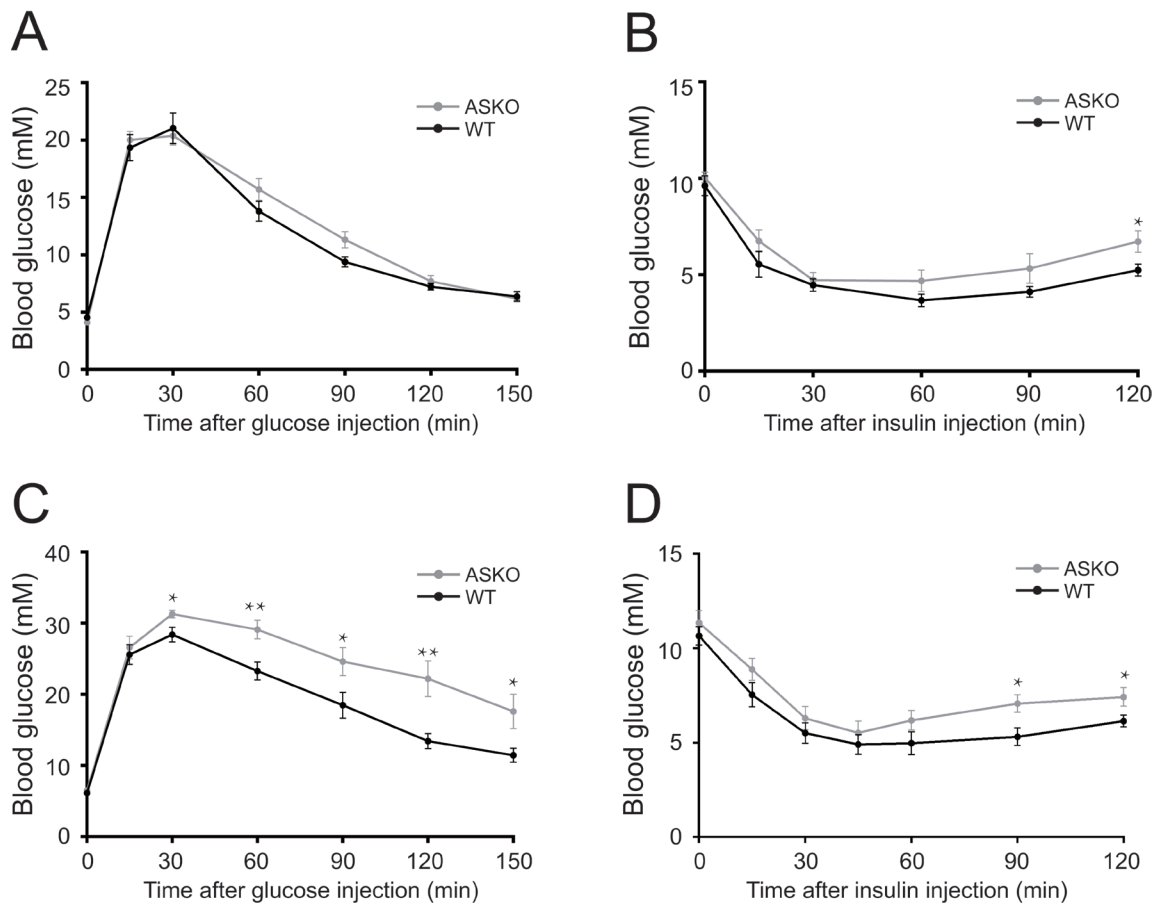 A
Blood glucose (mM)
25
20
15
10
5
0
ASKO
WT
0 30 60 90 120 150
Time after glucose injection (min)
B
Blood glucose (mM)
15
10
5
0
ASKO
WT
*
0 30 60 90 120
Time after insulin injection (min)
C
Blood glucose (mM)
40
30
20
10
0
ASKO
WT
* ** * ** *
0 30 60 90 120 150
Time after glucose injection (min)
D
Blood glucose (mM)
15
10
5
0
ASKO
WT
* *
0 30 60 90 120
Time after insulin injection (min)